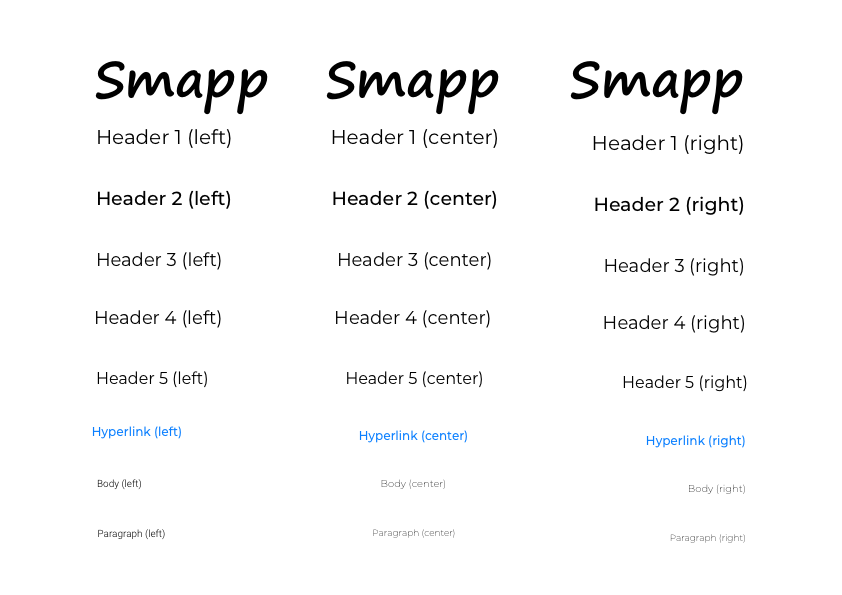 Smapp Smapp Smapp
Header 1 (left) Header 1 (center) Header 1 (right)
Header 2 (left) Header 2 (center) Header 2 (right)
Header 3 (left) Header 3 (center) Header 3 (right)
Header 4 (left) Header 4 (center) Header 4 (right)
Header 5 (left) Header 5 (center) Header 5 (right)
Hyperlink (left) Hyperlink (center) Hyperlink (right)
Body (left) Body (center) Body (right)
Paragraph (left) Paragraph (center) Paragraph (right)